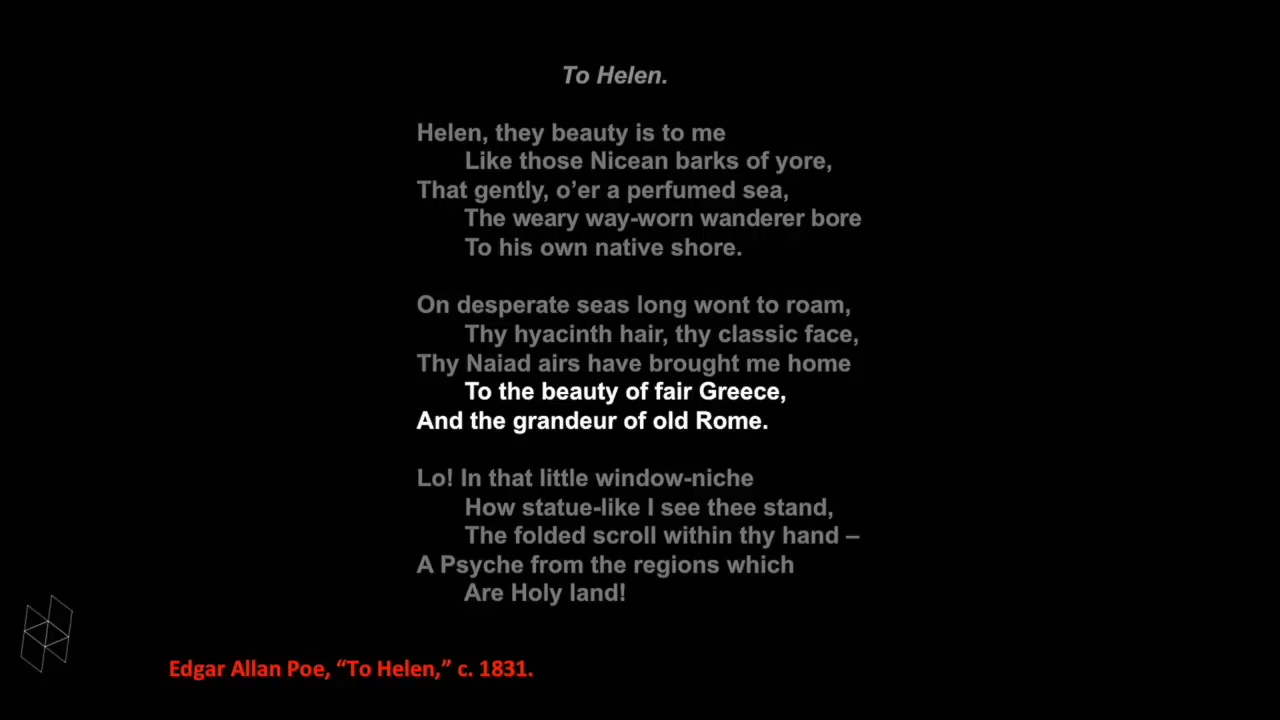 To Helen.
Helen, they beauty is to me
Like those Nicean barks of yore,
That gently, o’er a perfumed sea,
The weary way-worn wanderer bore
To his own native shore.
On desperate seas long wont to roam,
Thy hyacinth hair, thy classic face,
Thy Naiad airs have brought me home
To the beauty of fair Greece,
And the grandeur of old Rome.
Lo! In that little window-niche
How statue-like I see thee stand,
The folded scroll within thy hand –
A Psyche from the regions which
Are Holy land!
Edgar Allan Poe, “To Helen,” c. 1831.